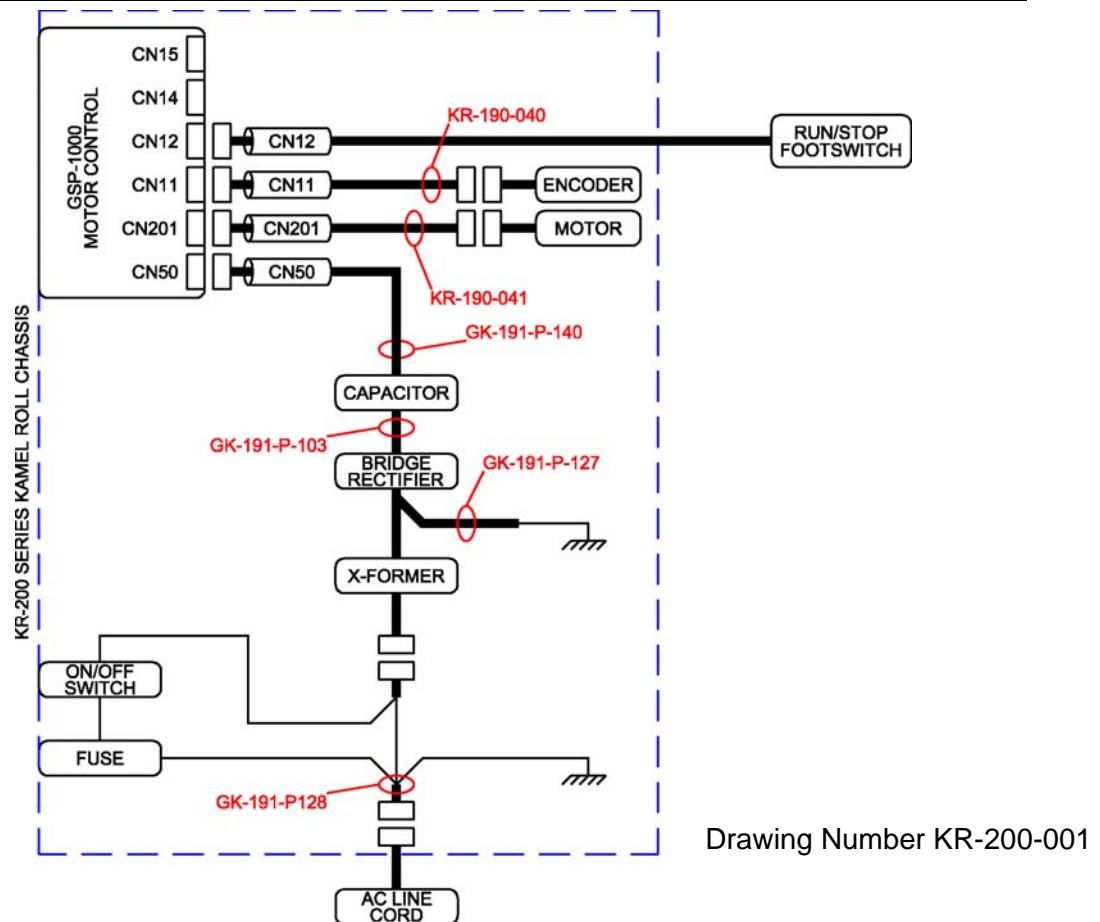 KR-200 SERIES KAMEL ROLL CHASSIS
GSP-1000
MOTOR CONTROL
CN15
CN14
CN12
CN12
KR-190-040
RUN/STOP
FOOTSWITCH
CN11
CN11
ENCODER
CN201
CN201
MOTOR
CN50
CN50
KR-190-041
GK-191-P-140
CAPACITOR
GK-191-P-103
BRIDGE
RECTIFIER
GK-191-P-127
X-FORMER
ON/OFF
SWITCH
FUSE
GK-191-P128
Drawing Number KR-200-001
AC LINE
CORD